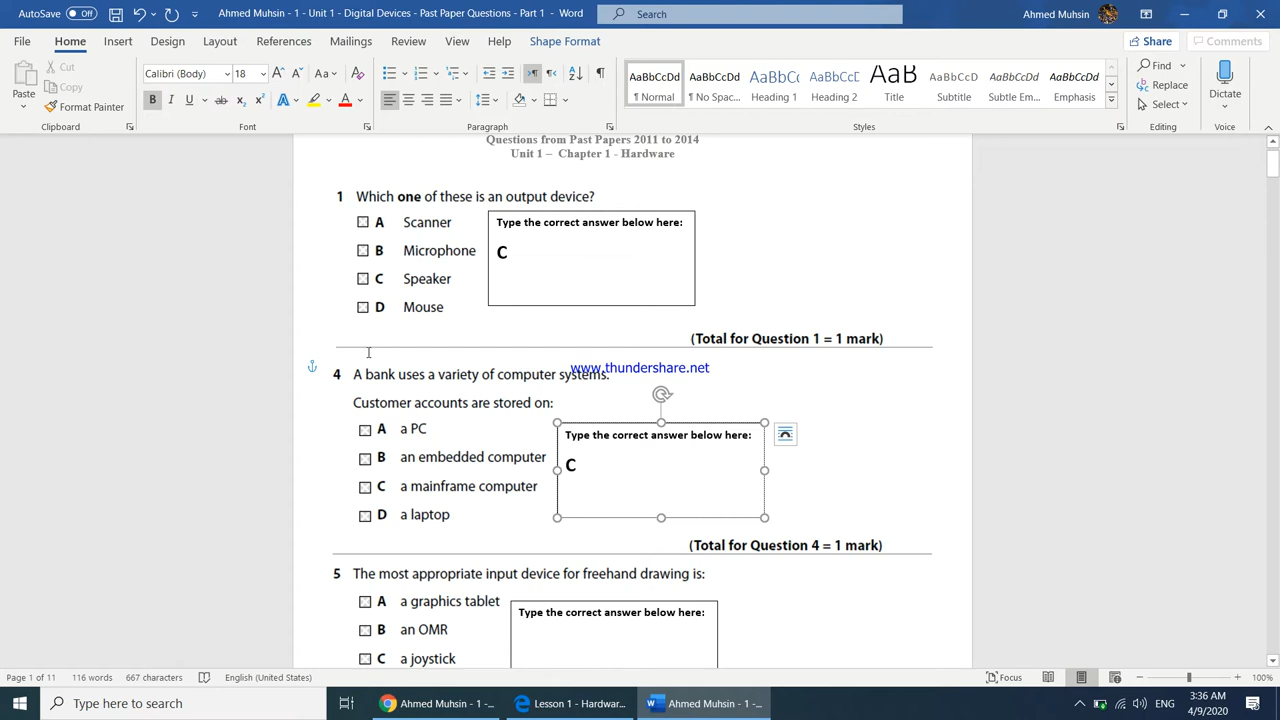 AutoSave Off Ahmed Muhsin - 1 - Unit 1 - Digital Devices - Past Paper Questions - Part 1 - Word Search Ahmed Muhsin
File Home Insert Draw Design Layout References Mailings Review View Help Shape Format Share Comments
Paste Cut Copy Format Painter
Calibri (Body) 15
B I U ab x₂ x² A A
AaBbCcDd AaBbCcDd AaBbCc AaBbCcD AaB AaBbCcD AaBbCcDd AaBbCcDd
¶ Normal ¶ No Spac... Heading 1 Heading 2 Title Subtitle Subtle Em... Emphasis
Find Replace Select Dictate
Clipboard Font Paragraph Styles Editing Voice
Questions from Past Papers 2011 to 2014
Unit 1 – Chapter 1 - Hardware
1 Which one of these is an output device?
A Scanner
B Microphone
C Speaker
D Mouse
Type the correct answer below here:
C
(Total for Question 1 = 1 mark)
www.thundershare.net
4 A bank uses a variety of computer systems.
Customer accounts are stored on:
A a PC
B an embedded computer
C a mainframe computer
D a laptop
Type the correct answer below here:
C
(Total for Question 4 = 1 mark)
5 The most appropriate input device for freehand drawing is:
A a graphics tablet
B an OMR
C a joystick
Type the correct answer below here:
Page 1 of 11 116 words 667 characters English (United States) Focus 100%
Type here to search Ahmed Muhsin - 1 -... Lesson 1 - Hardwar... Ahmed Muhsin - 1 -... ENG 3:36 AM
4/9/2020